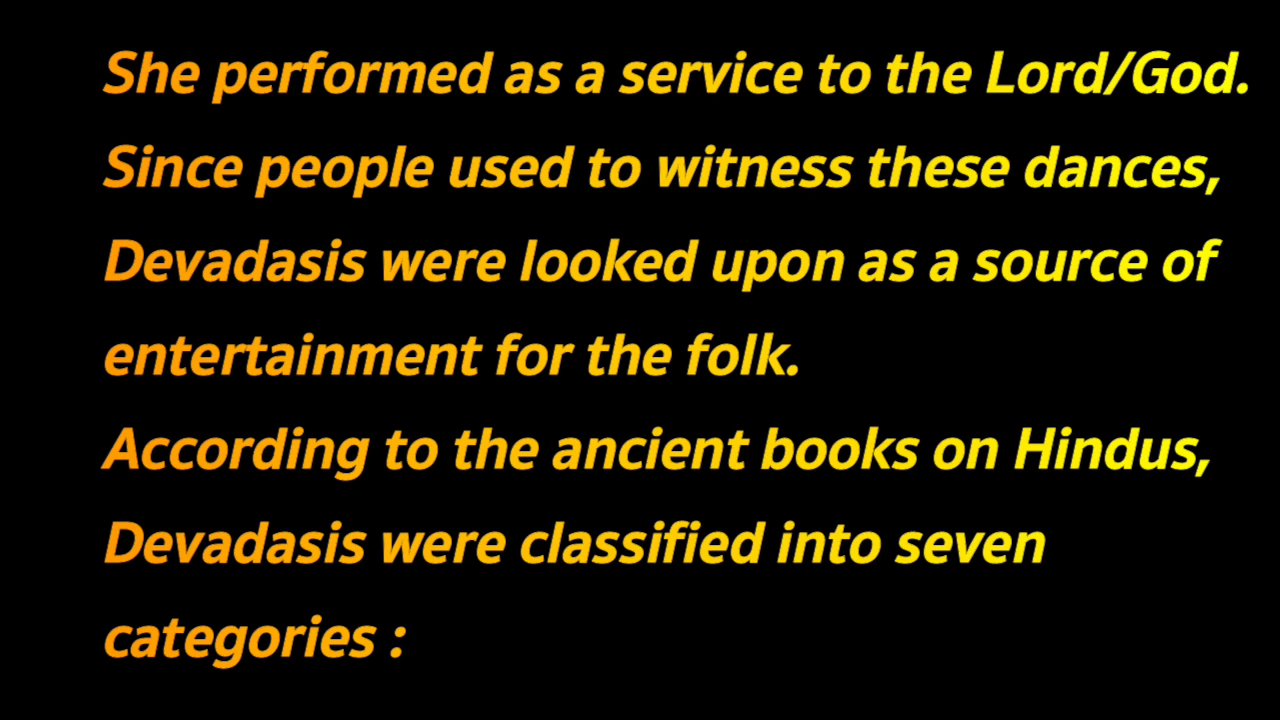 She performed as a service to the Lord/God.
Since people used to witness these dances,
Devadasis were looked upon as a source of
entertainment for the folk.
According to the ancient books on Hindus,
Devadasis were classified into seven
categories :